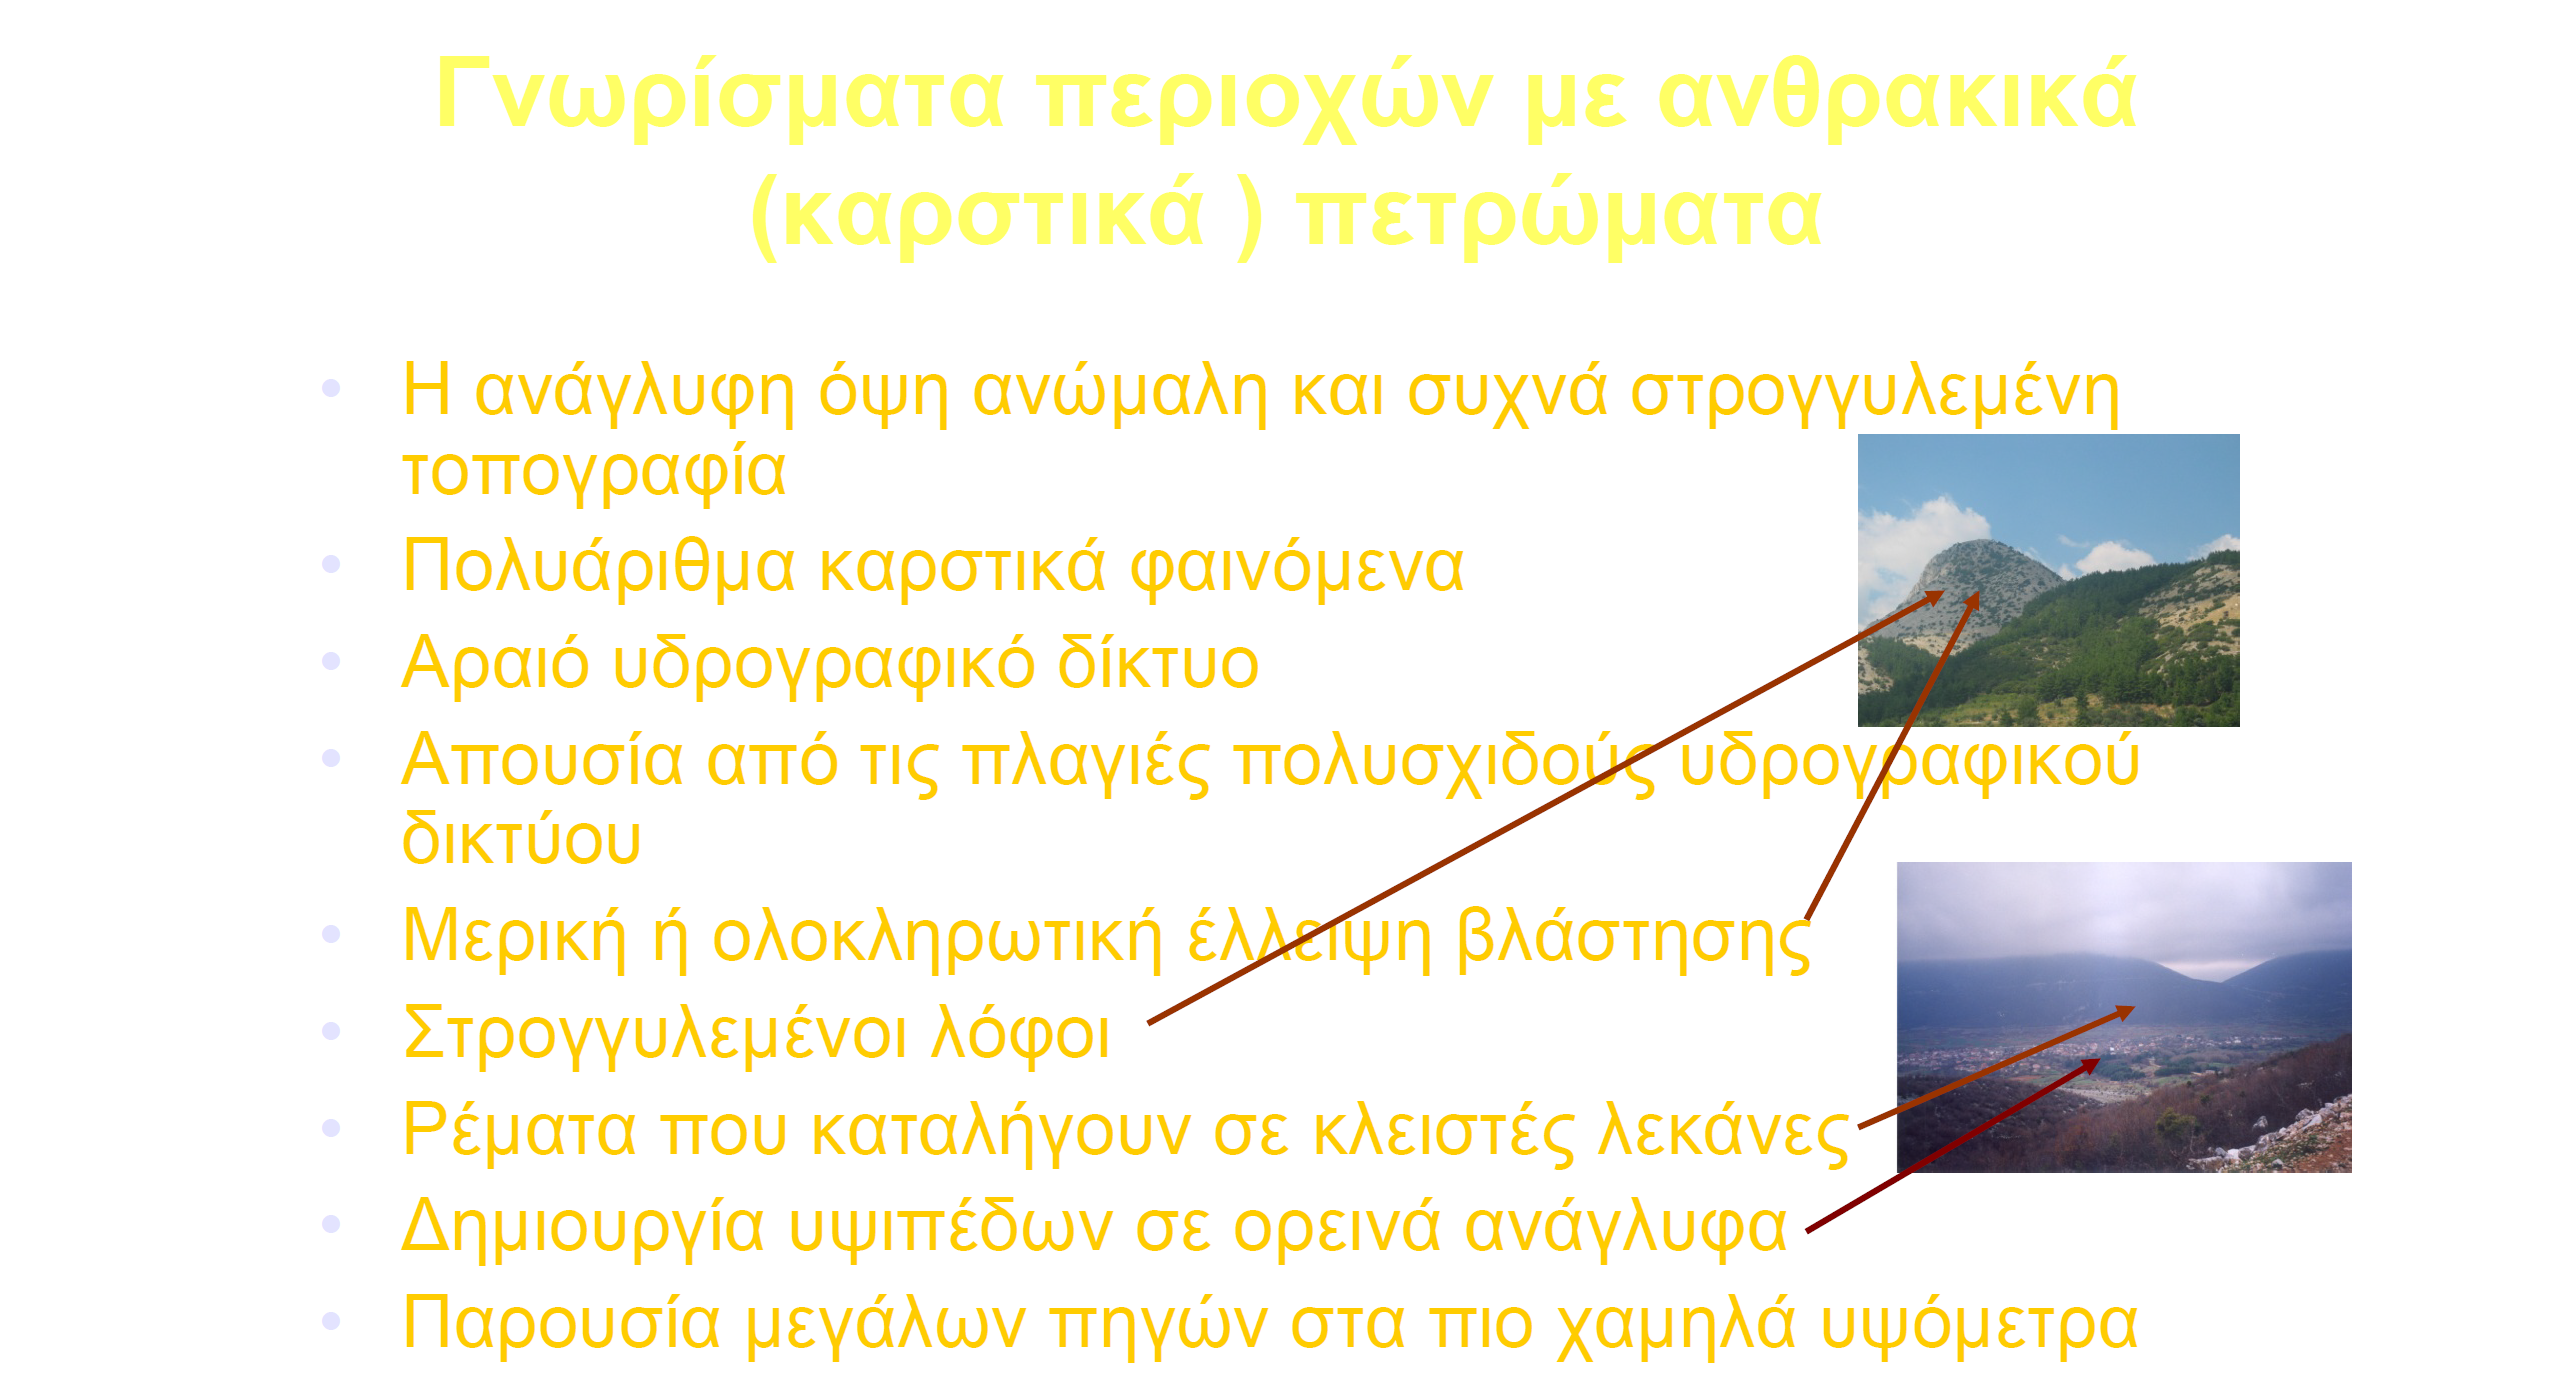 Γνωρίσματα περιοχών με ανθρακικά
(καρστικά ) πετρώματα
• Η ανάγλυφη όψη ανώμαλη και συχνά στρογγυλεμένη
τοπογραφία
• Πολυάριθμα καρστικά φαινόμενα
• Αραιό υδρογραφικό δίκτυο
• Απουσία από τις πλαγιές πολυσχιδούς υδρογραφικού
δικτύου
• Μερική ή ολοκληρωτική έλλειψη βλάστησης
• Στρογγυλεμένοι λόφοι
• Ρέματα που καταλήγουν σε κλειστές λεκάνες
• Δημιουργία υψιπέδων σε ορεινά ανάγλυφα
• Παρουσία μεγάλων πηγών στα πιο χαμηλά υψόμετρα